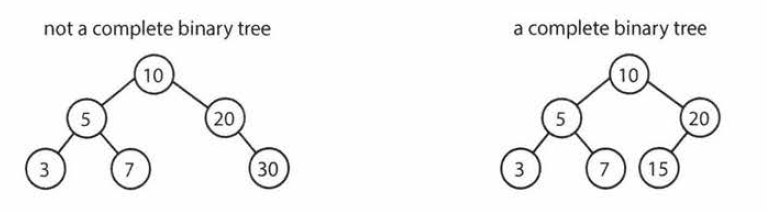 not a complete binary tree
10
5 20
3 7 30
a complete binary tree
10
5 20
3 7 15